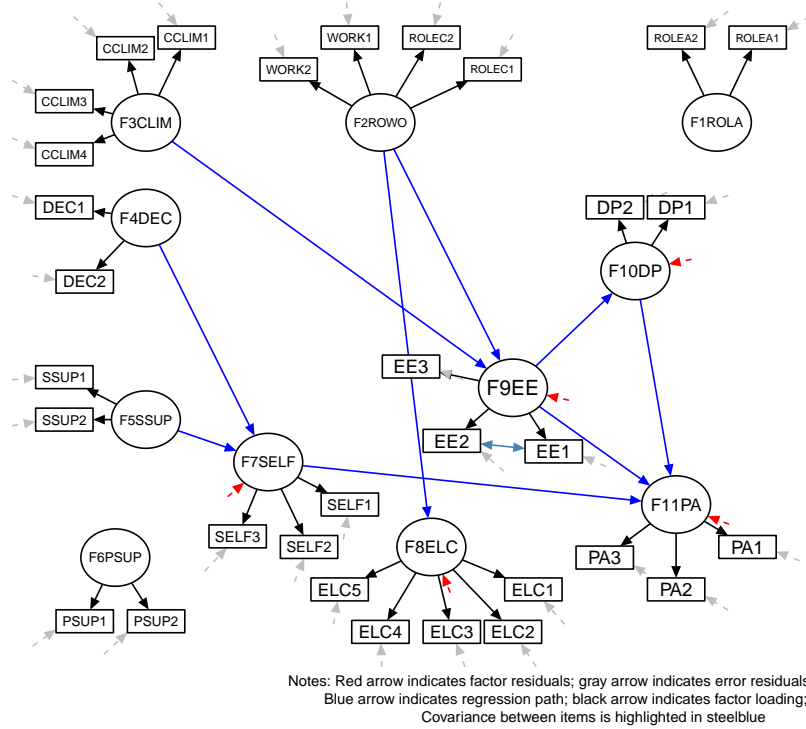 CCLIM1
CCLIM2
WORK1
ROLEC2
ROLEA2
ROLEA1
WORK2
ROLEC1
CCLIM3
F3CLIM
F2ROWO
F1ROLA
CCLIM4
DEC1
F4DEC
DP2
DP1
DEC2
F10DP
EE3
SSUP1
F9EE
SSUP2
F5SSUP
EE2
EE1
F7SELF
SELF1
F11PA
SELF3
SELF2
F8ELC
PA3
PA1
F6PSUP
ELC5
ELC1
PA2
PSUP1
PSUP2
ELC4
ELC3
ELC2
Notes: Red arrow indicates factor residuals; gray arrow indicates error residuals
Blue arrow indicates regression path; black arrow indicates factor loading;
Covariance between items is highlighted in steelblue